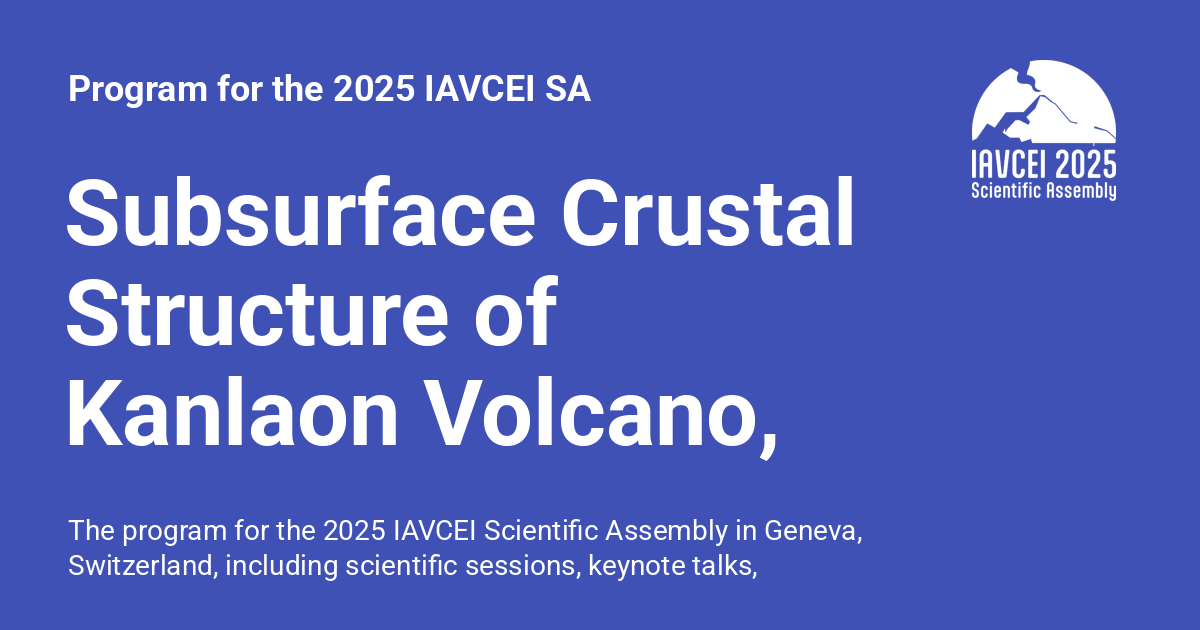 Program for the 2025 IAVCEI SA
IAVCEI 2025
Scientific Assembly
Subsurface Crustal
Structure of
Kanlaon Volcano,
The program for the 2025 IAVCEI Scientific Assembly in Geneva,
Switzerland, including scientific sessions, keynote talks,